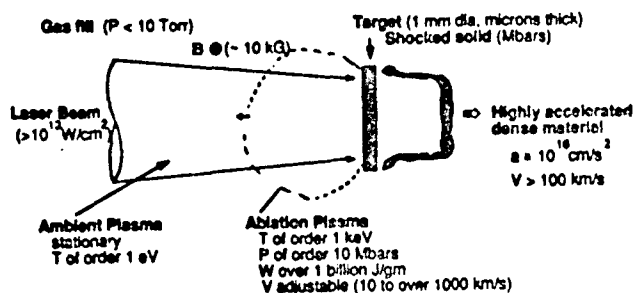 Gas fill (P < 10 Torr)
B ⊙ (~ 10 kG)
Target (1 mm dia, microns thick)
Shocked solid (Mbars)
Laser Beam
(>10¹² W/cm²)
⇨ Highly accelerated
dense material
a = 10¹⁶ cm/s²
V > 100 km/s
Ambient Plasma
stationary
T of order 1 eV
Ablation Plasma
T of order 1 keV
P of order 10 Mbars
W over 1 billion J/gm
V adjustable (10 to over 1000 km/s)